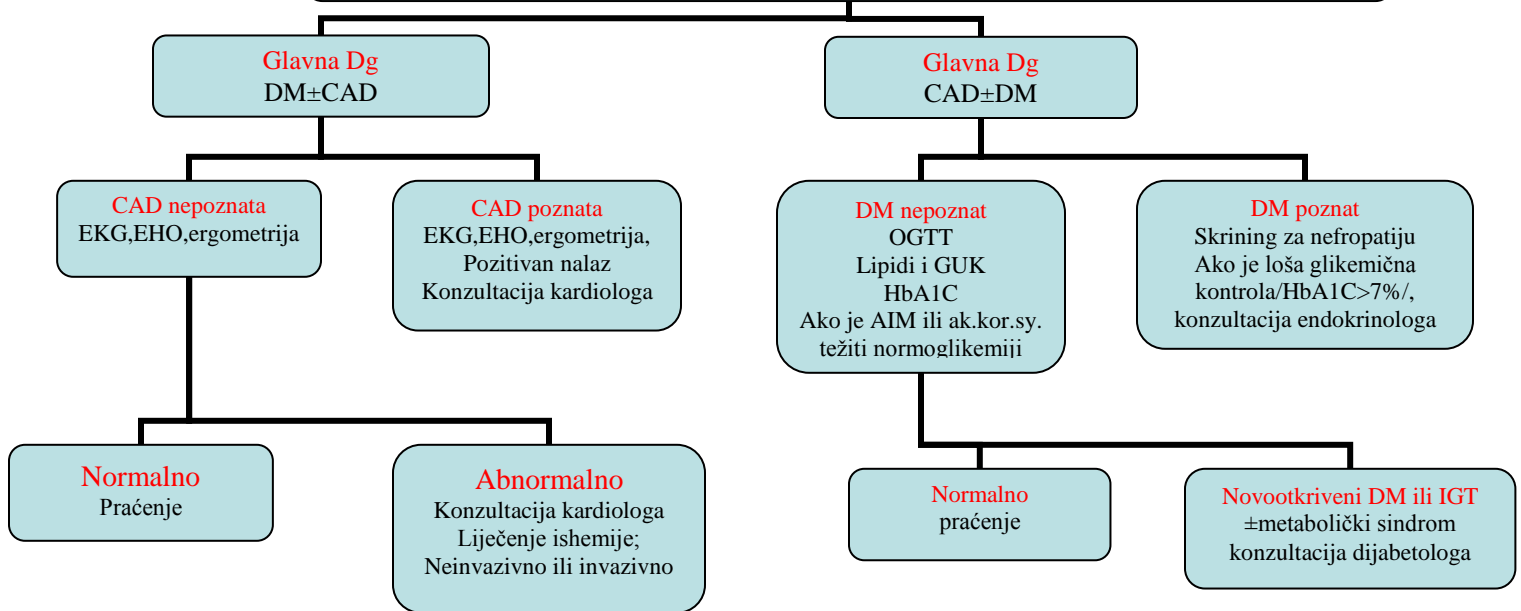 Glavna Dg
DM±CAD
Glavna Dg
CAD±DM
CAD nepoznata
EKG,EHO,ergometrija
CAD poznata
EKG,EHO,ergometrija,
Pozitivan nalaz
Konzultacija kardiologa
DM nepoznat
OGTT
Lipidi i GUK
HbA1C
Ako je AIM ili ak.kor.sy.
težiti normoglikemiji
DM poznat
Skrining za nefropatiju
Ako je loša glikemična
kontrola/HbA1C>7%/,
konzultacija endokrinologa
Normalno
Praćenje
Abnormalno
Konzultacija kardiologa
Liječenje ishemije;
Neinvazivno ili invazivno
Normalno
praćenje
Novootkriveni DM ili IGT
±metabolički sindrom
konzultacija dijabetologa